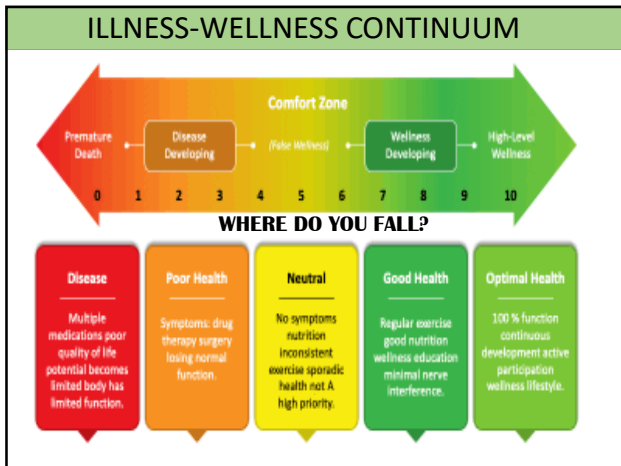 ILLNESS-WELLNESS CONTINUUM
Comfort Zone
Premature
Death
Disease
Developing
(False Wellness)
Wellness
Developing
High-Level
Wellness
0 1 2 3 4 5 6 7 8 9 10
WHERE DO YOU FALL?
Disease
Multiple
medications poor
quality of life
potential becomes
limited body has
limited function.
Poor Health
Symptoms: drug
therapy surgery
losing normal
function.
Neutral
No symptoms
nutrition
inconsistent
exercise sporadic
health not A
high priority.
Good Health
Regular exercise
good nutrition
wellness education
minimal nerve
interference.
Optimal Health
100 % function
continuous
development active
participation
wellness lifestyle.